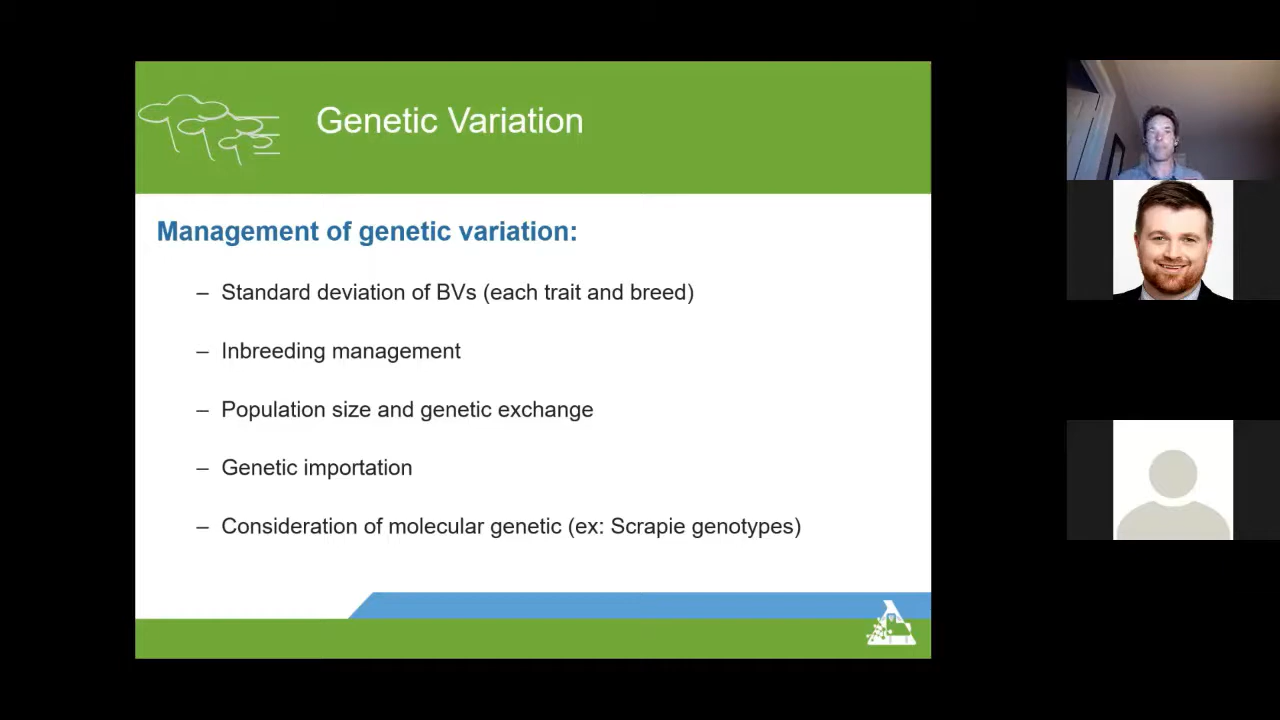 Genetic Variation
Management of genetic variation:
– Standard deviation of BVs (each trait and breed)
– Inbreeding management
– Population size and genetic exchange
– Genetic importation
– Consideration of molecular genetic (ex: Scrapie genotypes)